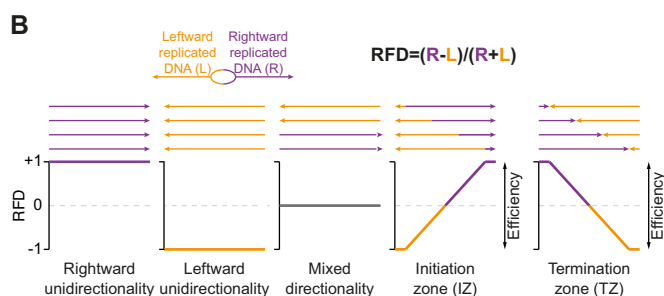 B
Leftward
replicated
DNA (L)
Rightward
replicated
DNA (R)
RFD=(R-L)/(R+L)
+1
0
-1
RFD
Efficiency
Efficiency
Rightward
unidirectionality
Leftward
unidirectionality
Mixed
directionality
Initiation
zone (IZ)
Termination
zone (TZ)